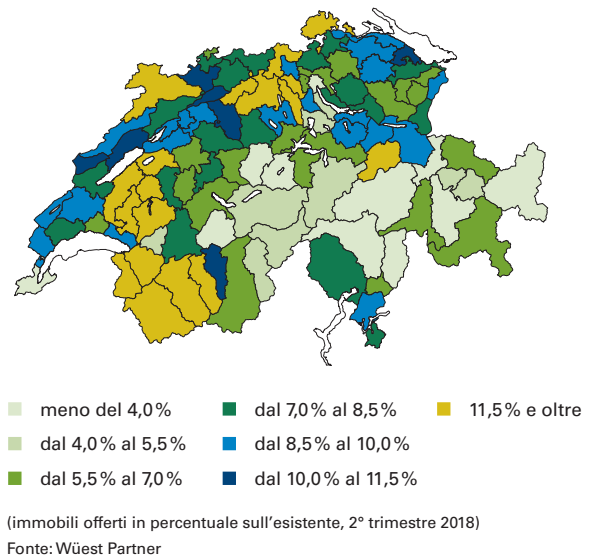 meno del 4,0 %
dal 4,0 % al 5,5 %
dal 5,5 % al 7,0 %
dal 7,0 % al 8,5 %
dal 8,5 % al 10,0 %
dal 10,0 % al 11,5 %
11,5 % e oltre
(immobili offerti in percentuale sull’esistente, 2° trimestre 2018)
Fonte: Wüest Partner